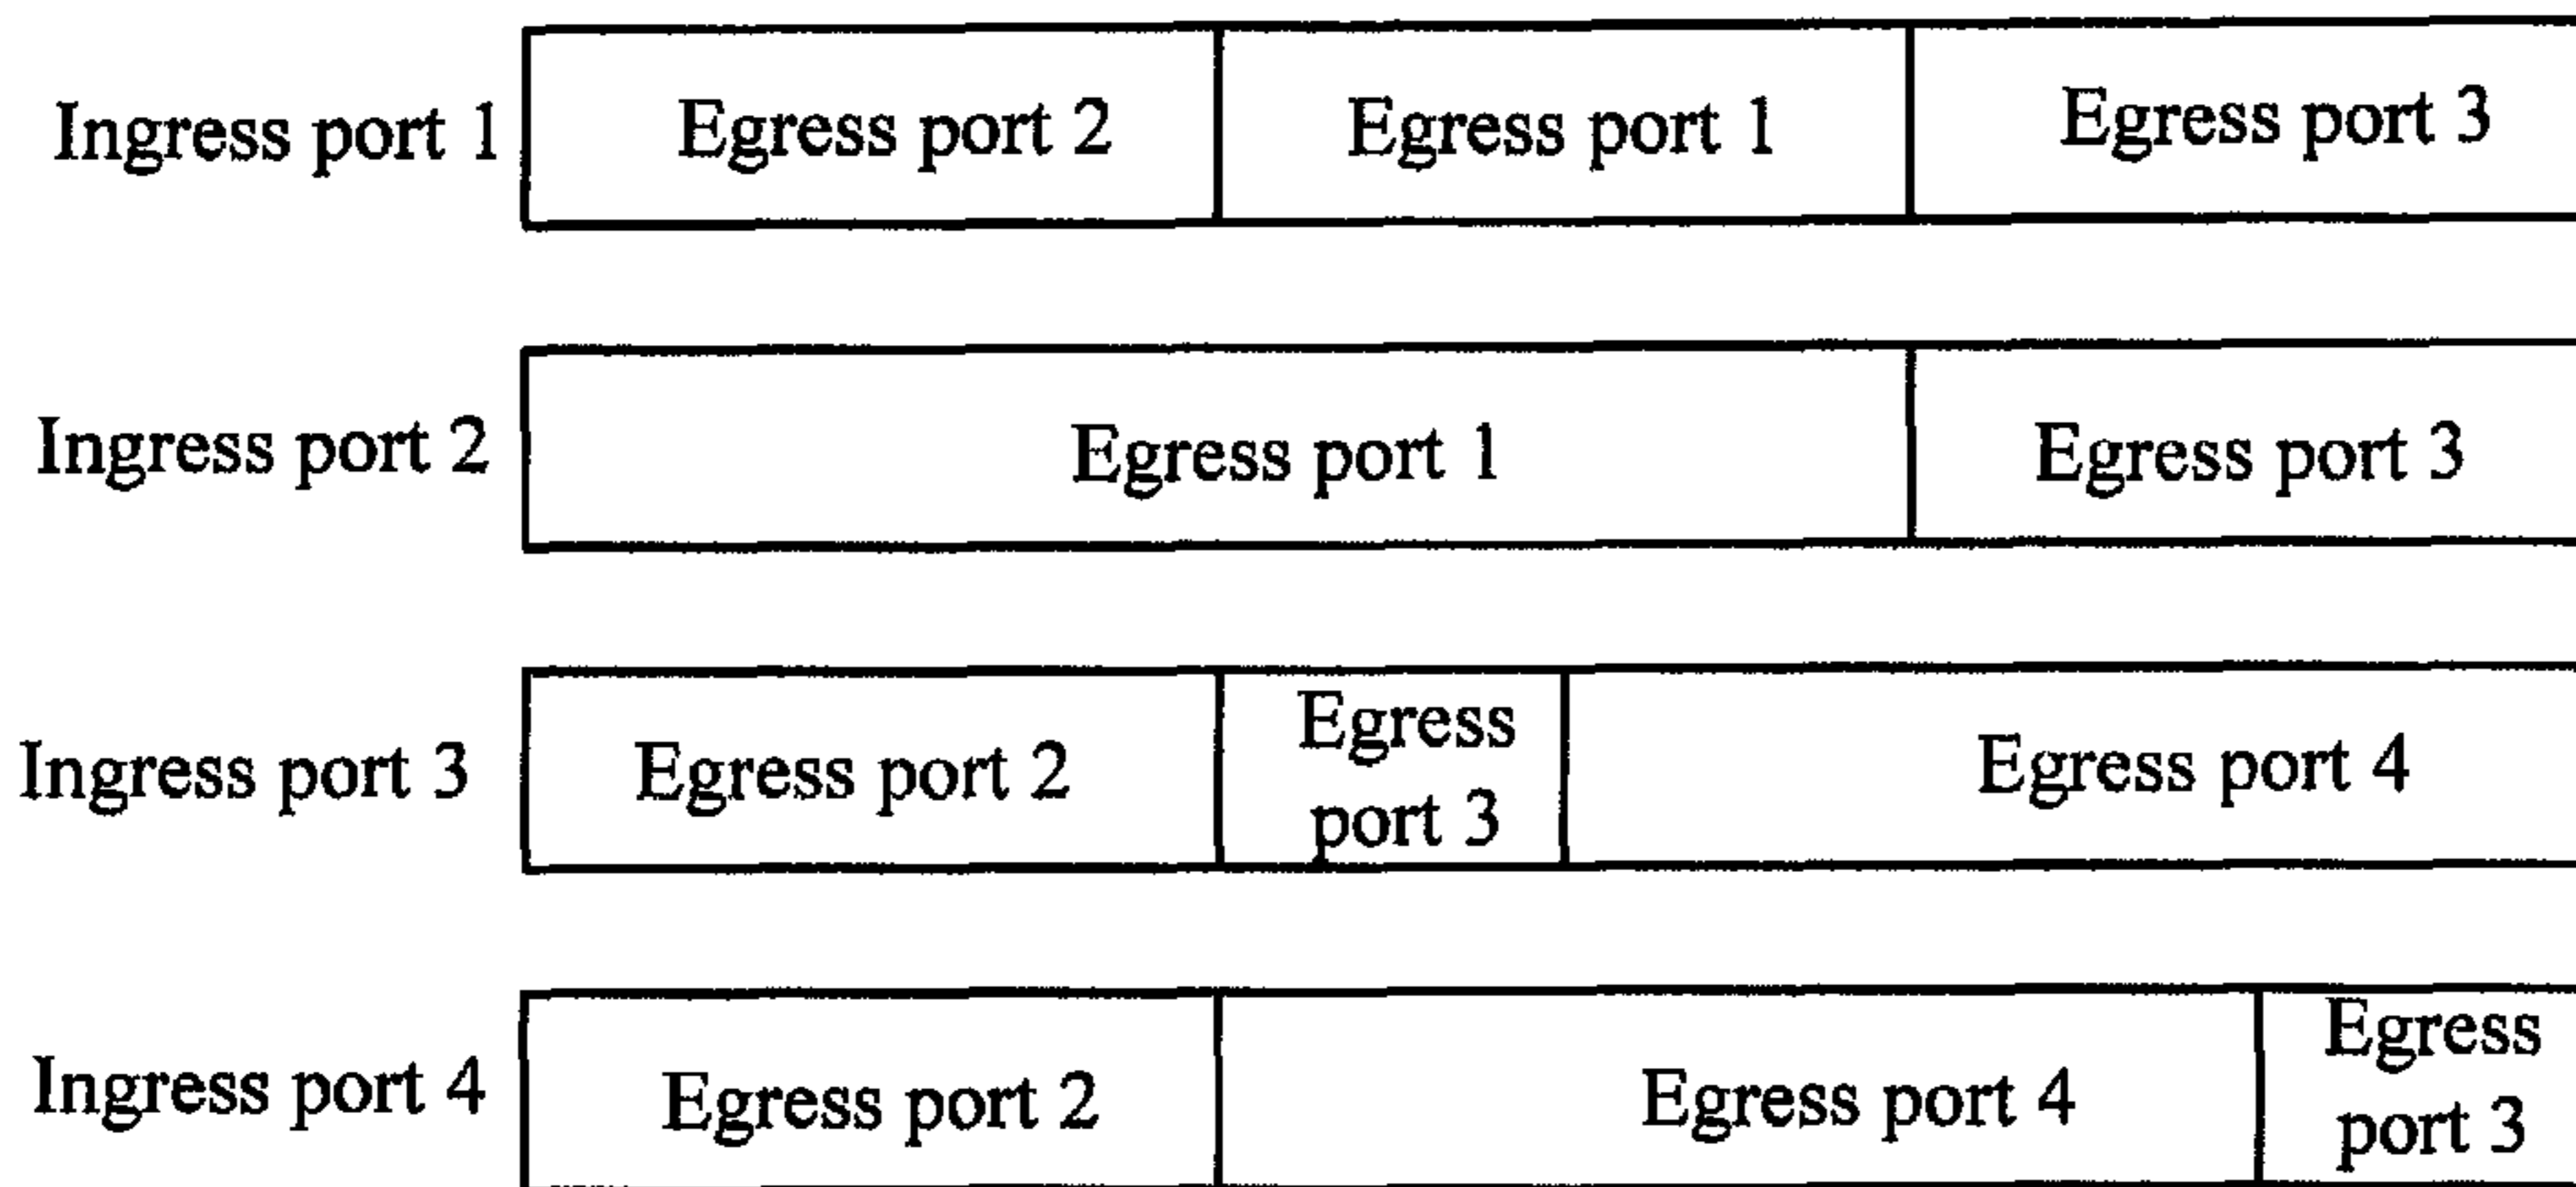 Ingress port 1
Egress port 2
Egress port 1
Egress port 3
Ingress port 2
Egress port 1
Egress port 3
Ingress port 3
Egress port 2
Egress
port 3
Egress port 4
Ingress port 4
Egress port 2
Egress port 4
Egress
port 3